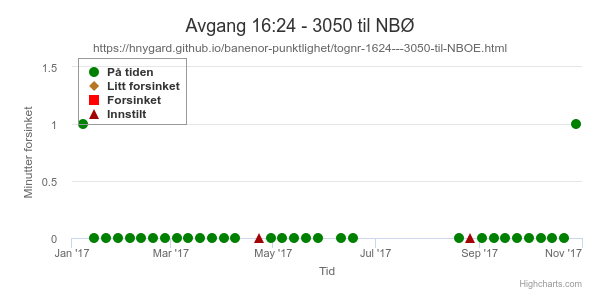 Avgang 16:24 - 3050 til NBØ
https://hnygard.github.io/banenor-punktlighet/tognr-1624---3050-til-NBOE.html
På tiden
Litt forsinket
Forsinket
Innstilt
Minutter forsinket
1.5
1
0.5
0
Jan '17 Mar '17 May '17 Jul '17 Sep '17 Nov '17
Tid
Highcharts.com